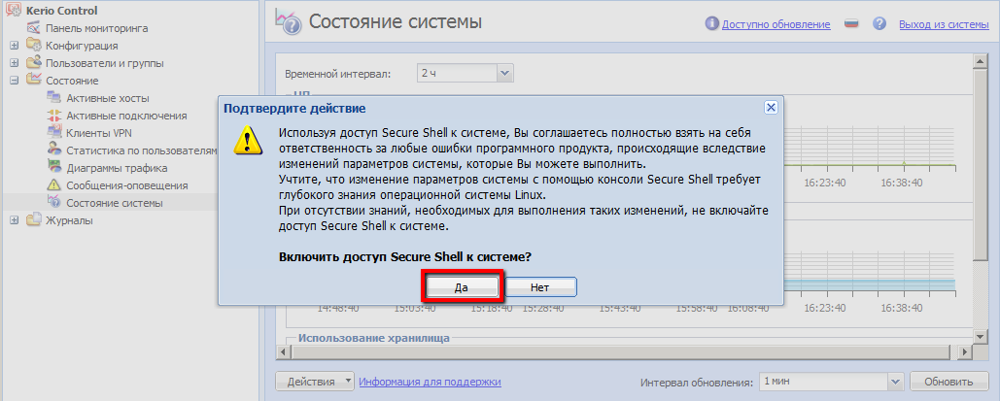 Kerio Control
Панель мониторинга
Конфигурация
Пользователи и группы
Состояние
Активные хосты
Активные подключения
Клиенты VPN
Статистика по пользователям
Диаграммы трафика
Сообщения-оповещения
Состояние системы
Журналы
Состояние системы
Доступно обновление
Выход из системы
Временной интервал:
2 ч
Подтвердите действие
Используя доступ Secure Shell к системе, Вы соглашаетесь полностью взять на себя
ответственность за любые ошибки программного продукта, происходящие вследствие
изменений параметров системы, которые Вы можете выполнить.
Учтите, что изменение параметров системы с помощью консоли Secure Shell требует
глубокого знания операционной системы Linux.
При отсутствии знаний, необходимых для выполнения таких изменений, не включайте
доступ Secure Shell к системе.
Включить доступ Secure Shell к системе?
Да
Нет
16:23:40 16:38:40
14:48:40 15:03:40 15:18:40 15:28:40 15:43:40 15:58:40 16:08:40 16:23:40 16:38:40
Использование хранилища
Действия
Информация для поддержки
Интервал обновления:
1 мин
Обновить